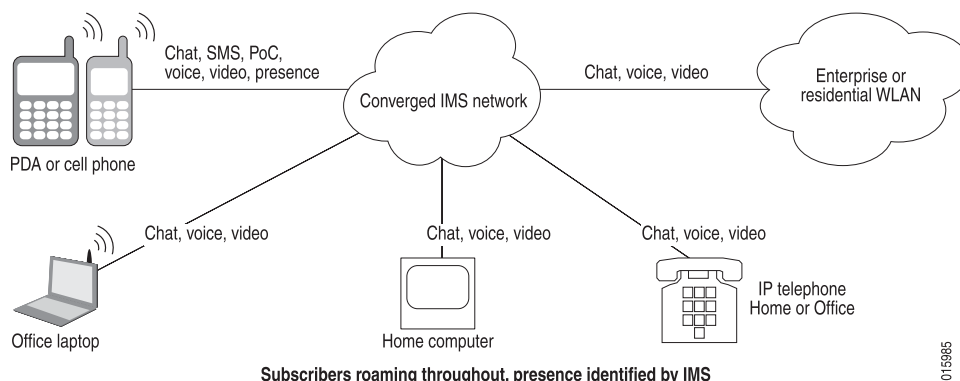 Chat, SMS, PoC,
voice, video, presence
Chat, voice, video
Converged IMS network
Enterprise or
residential WLAN
PDA or cell phone
Chat, voice, video
Chat, voice, video
Chat, voice, video
IP telephone
Home or Office
Office laptop
Home computer
Subscribers roaming throughout, presence identified by IMS
015985